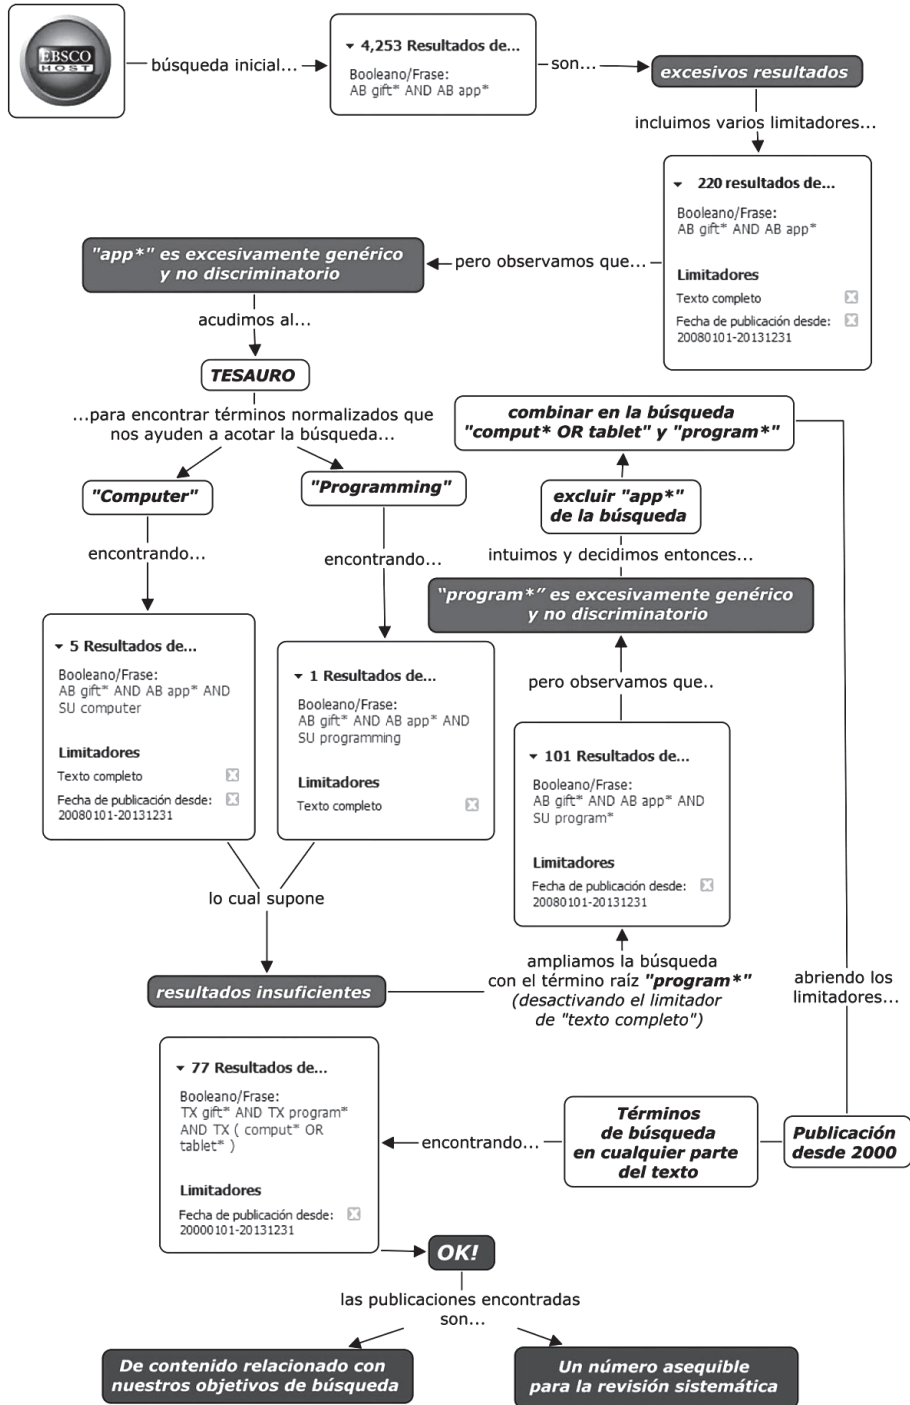 EBSCO
HOST
búsqueda inicial...
4,253 Resultados de...
Booleano/Frase:
AB gift* AND AB app*
son...
excesivos resultados
incluimos varios limitadores...
220 resultados de...
Booleano/Frase:
AB gift* AND AB app*
Limitadores
Texto completo
Fecha de publicación desde:
20080101-20131231
pero observamos que...
"app*" es excesivamente genérico
y no discriminatorio
acudimos al...
TESAURO
...para encontrar términos normalizados que
nos ayuden a acotar la búsqueda...
"Computer"
"Programming"
encontrando...
encontrando...
5 Resultados de...
Booleano/Frase:
AB gift* AND AB app* AND
SU computer
Limitadores
Texto completo
Fecha de publicación desde:
20080101-20131231
1 Resultados de...
Booleano/Frase:
AB gift* AND AB app* AND
SU programming
Limitadores
Texto completo
lo cual supone
resultados insuficientes
ampliamos la búsqueda
con el término raíz "program*"
(desactivando el limitador
de "texto completo")
101 Resultados de...
Booleano/Frase:
AB gift* AND AB app* AND
SU program*
Limitadores
Fecha de publicación desde:
20080101-20131231
pero observamos que..
"program*" es excesivamente genérico
y no discriminatorio
intuimos y decidimos entonces...
excluir "app*"
de la búsqueda
combinar en la búsqueda
"comput* OR tablet" y "program*"
abriendo los
limitadores...
Publicación
desde 2000
Términos
de búsqueda
en cualquier parte
del texto
encontrando...
77 Resultados de...
Booleano/Frase:
TX gift* AND TX program*
AND TX ( comput* OR
tablet* )
Limitadores
Fecha de publicación desde:
20000101-20131231
OK!
las publicaciones encontradas
son...
De contenido relacionado con
nuestros objetivos de búsqueda
Un número asequible
para la revisión sistemática